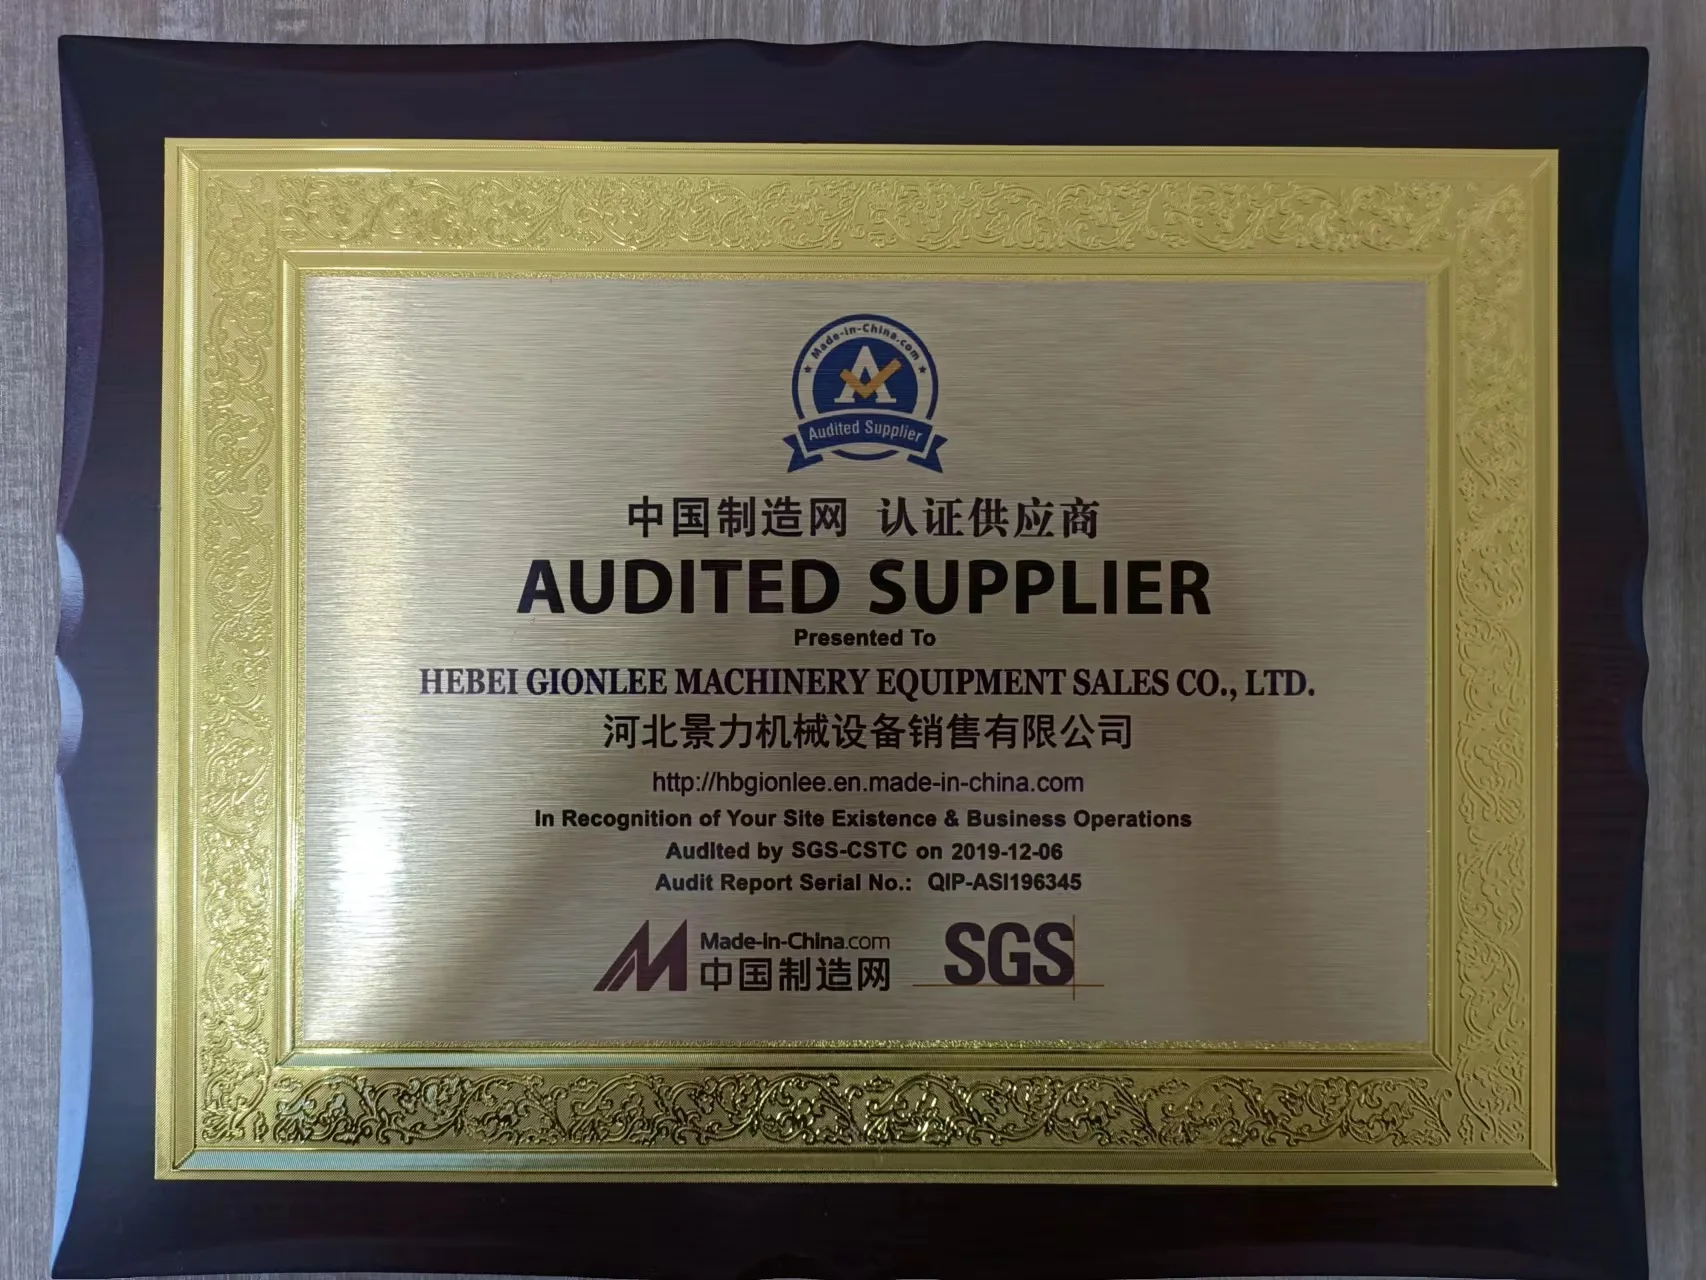 Made-in-China.com
A
Audited Supplier
中国制造网 认证供应商
AUDITED SUPPLIER
Presented To
HEBEI GIONLEE MACHINERY EQUIPMENT SALES CO., LTD.
河北景力机械设备销售有限公司
http://hbgionlee.en.made-in-china.com
In Recognition of Your Site Existence & Business Operations
Audited by SGS-CSTC on 2019-12-06
Audit Report Serial No.: QIP-ASI196345
Made-in-China.com
中国制造网
SGS